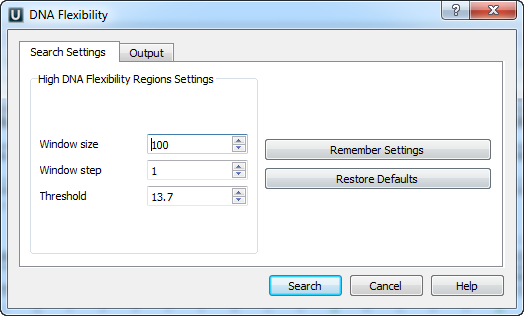 U DNA Flexibility ?
Search Settings Output
High DNA Flexibility Regions Settings
Window size 100
Window step 1
Threshold 13.7
Remember Settings
Restore Defaults
Search Cancel Help